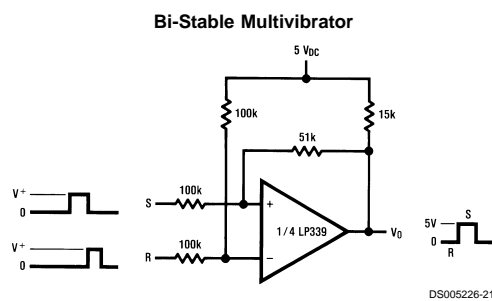 Bi-Stable Multivibrator
5 VDC
100k
15k
51k
V+
0
S
100k
+
1/4 LP339
VO
5V
S
0
R
V+
0
R
100k
−
DS005226-21